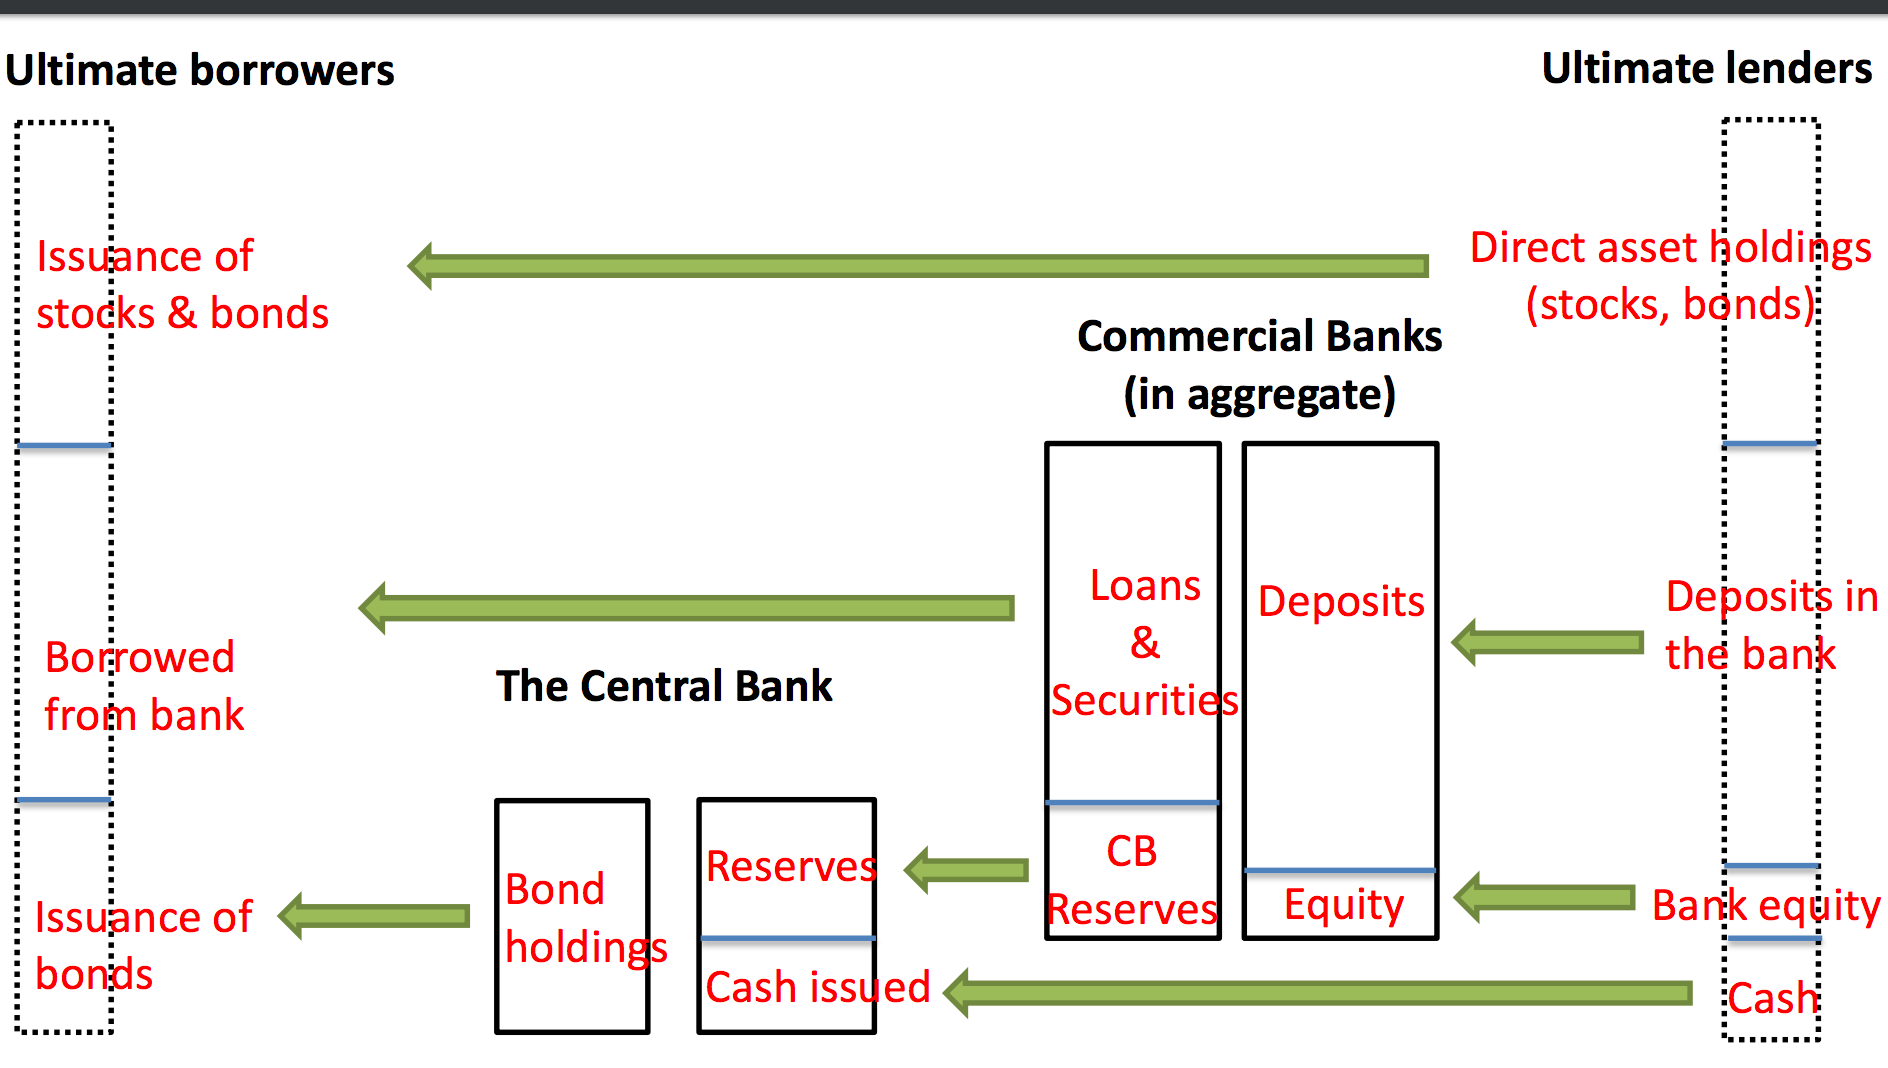 Ultimate borrowers
Ultimate lenders
Issuance of
stocks & bonds
Direct asset holdings
(stocks, bonds)
Commercial Banks
(in aggregate)
Loans
&
Securities
Deposits
Deposits in
the bank
Borrowed
from bank
The Central Bank
CB
Reserves
Equity
Bank equity
Reserves
Bond
holdings
Issuance of
bonds
Cash issued
Cash